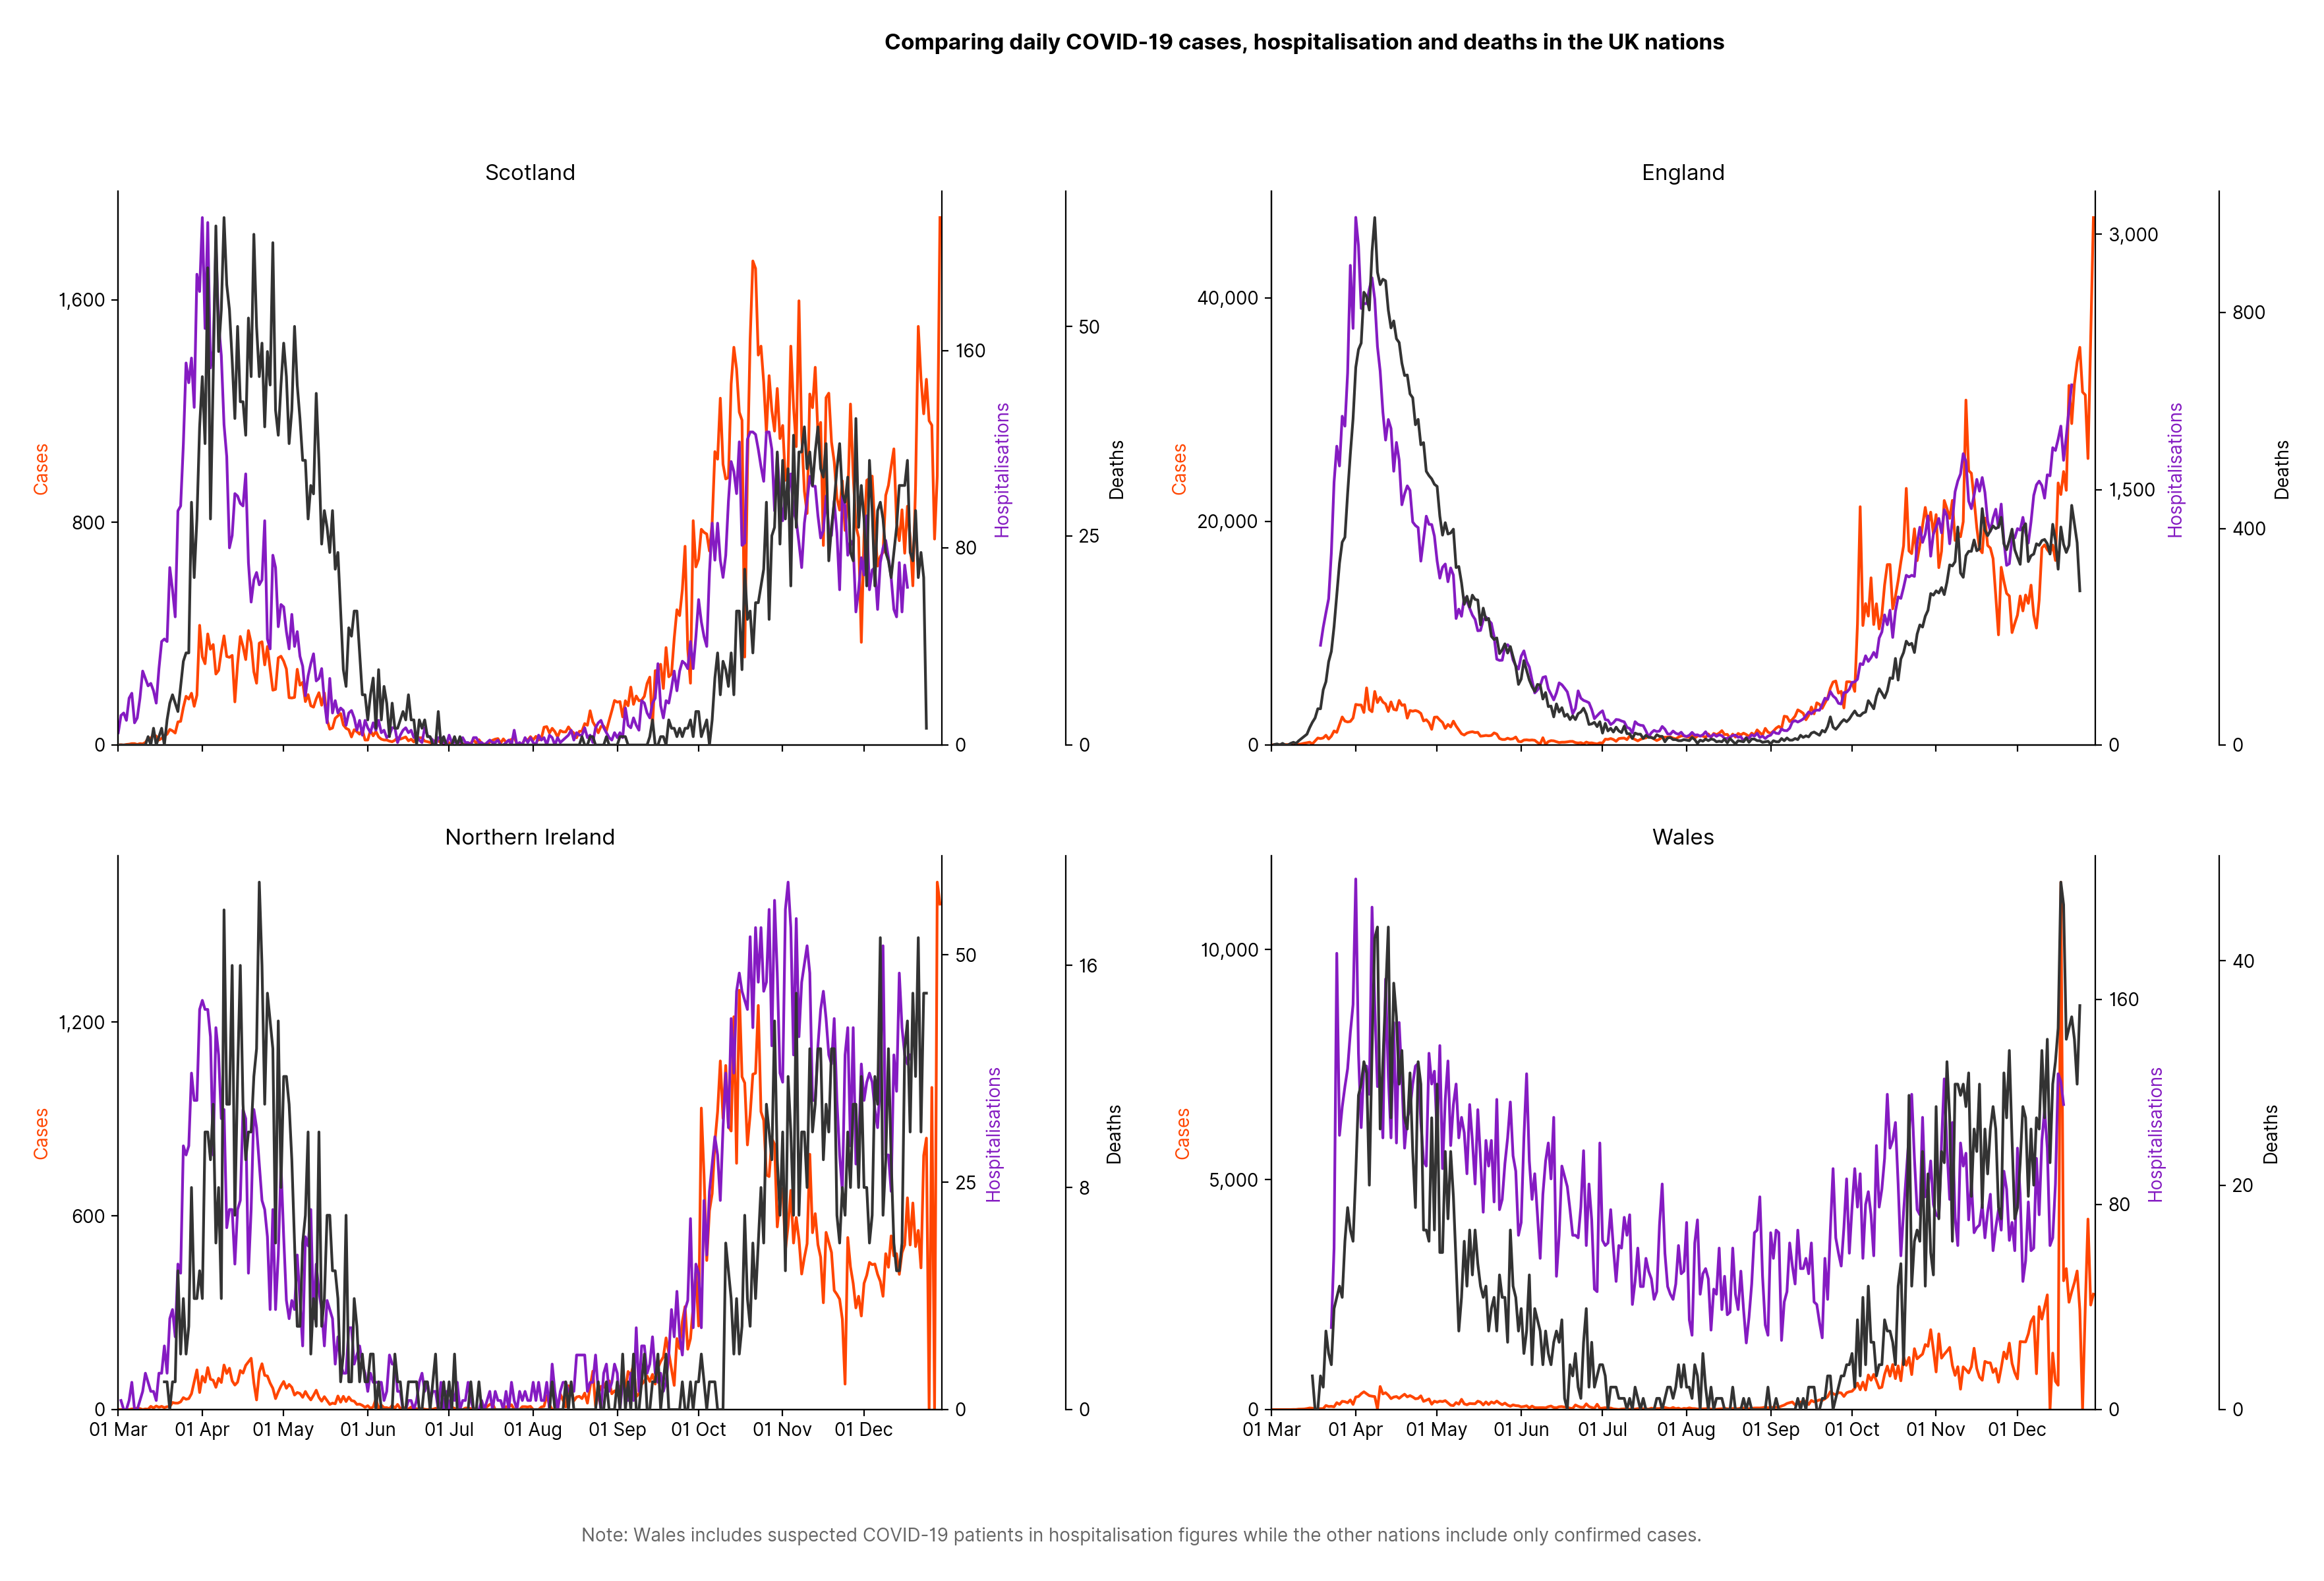 Comparing daily COVID-19 cases, hospitalisation and deaths in the UK nations
Scotland
1,600
800
0
Cases
160
80
0
Hospitalisations
50
25
0
Deaths
England
40,000
20,000
0
Cases
3,000
1,500
0
Hospitalisations
800
400
0
Deaths
Northern Ireland
1,200
600
0
Cases
50
25
0
Hospitalisations
16
8
0
Deaths
01 Mar 01 Apr 01 May 01 Jun 01 Jul 01 Aug 01 Sep 01 Oct 01 Nov 01 Dec
Wales
10,000
5,000
0
Cases
160
80
0
Hospitalisations
40
20
0
Deaths
01 Mar 01 Apr 01 May 01 Jun 01 Jul 01 Aug 01 Sep 01 Oct 01 Nov 01 Dec
Note: Wales includes suspected COVID-19 patients in hospitalisation figures while the other nations include only confirmed cases.